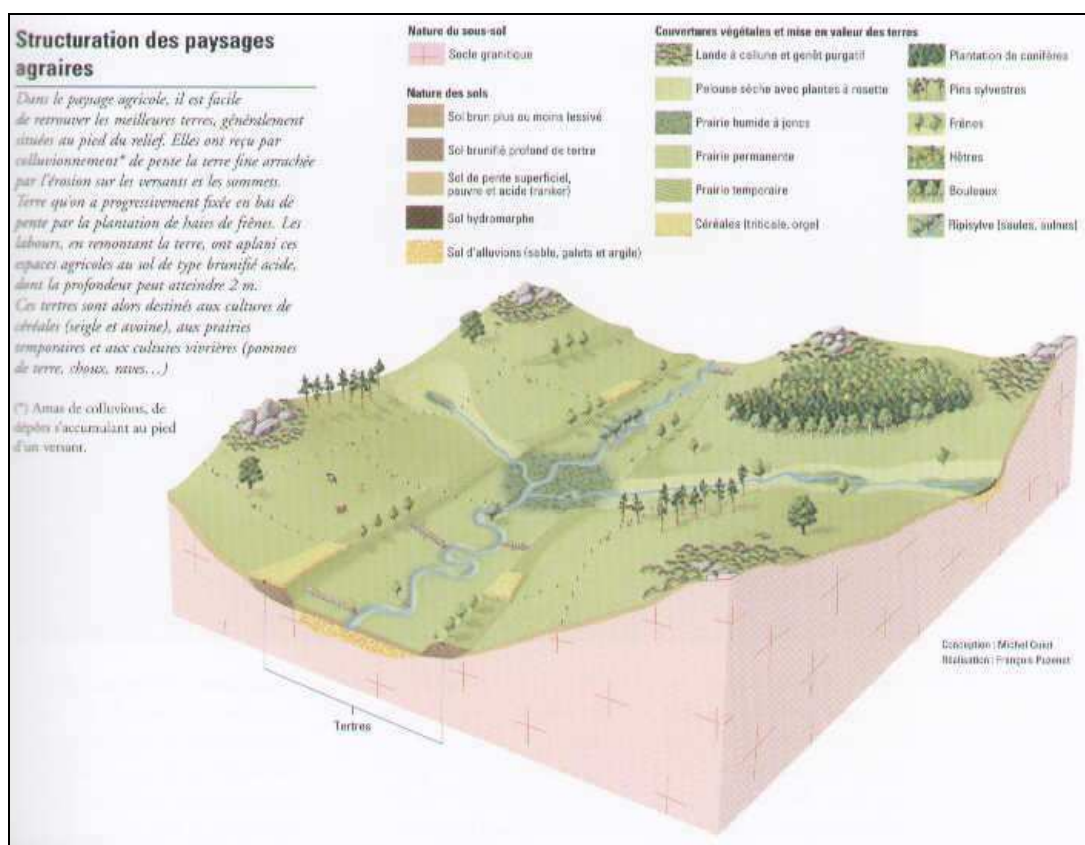 Structuration des paysages
agraires
Dans le paysage agricole, il est facile
de retrouver les meilleures terres, généralement
situées au pied du relief. Elles ont reçu par
colluvionnement* de pente la terre fine arrachée
par l'érosion sur les versants et les sommets.
Terre qu'on a progressivement fixée en bas de
pente par la plantation de haies de frênes. Les
labours, en remontant la terre, ont aplani ces
espaces agricoles au sol de type brunifié acide,
dont la profondeur peut atteindre 2 m.
Ces tertres sont alors destinés aux cultures de
céréales (seigle et avoine), aux prairies
temporaires et aux cultures vivrières (pommes
de terre, choux, raves…)
(*) Amas de colluvions, de
dépôts s'accumulant au pied
d'un versant.
Nature du sous-sol
Socle granitique
Nature des sols
Sol brun plus ou moins lessivé
Sol brunifié profond de tertre
Sol de pente superficiel,
pauvre et acide (ranker)
Sol hydromorphe
Sol d'alluvions (sable, galets et argile)
Couvertures végétales et mise en valeur des terres
Lande à callune et genêt purgatif
Pelouse sèche avec plantes à rosette
Prairie humide à joncs
Prairie permanente
Prairie temporaire
Céréales (triticale, orge)
Plantation de conifères
Pins sylvestres
Frênes
Hêtres
Bouleaux
Ripisylve (saules, aulnes)
Tertres
Conception : Michel
Réalisation : François